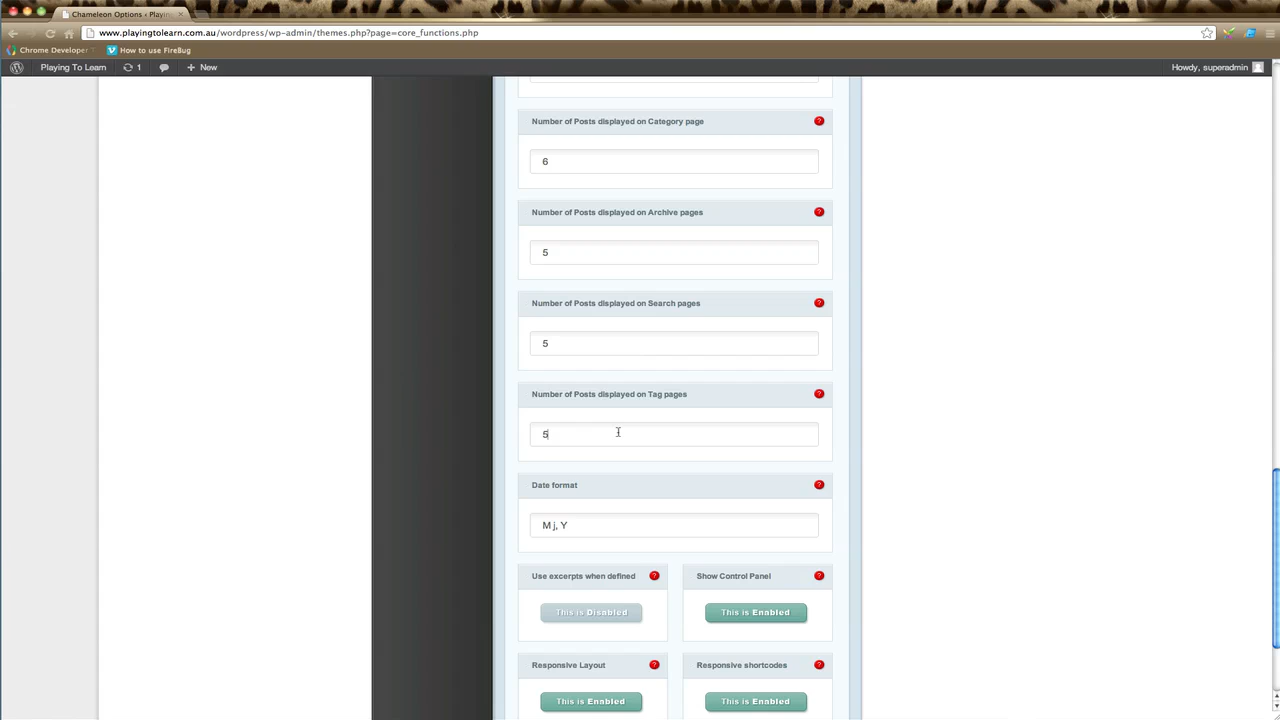 Chameleon Options ‹ Playin
www.playingtolearn.com.au/wordpress/wp-admin/themes.php?page=core_functions.php
Chrome Developer
How to use FireBug
Playing To Learn
1
New
Howdy, superadmin
Number of Posts displayed on Category page
?
6
Number of Posts displayed on Archive pages
?
5
Number of Posts displayed on Search pages
?
5
Number of Posts displayed on Tag pages
?
5
Date format
?
M j, Y
Use excerpts when defined
?
Show Control Panel
?
This is Disabled
This is Enabled
Responsive Layout
?
Responsive shortcodes
?
This is Enabled
This is Enabled